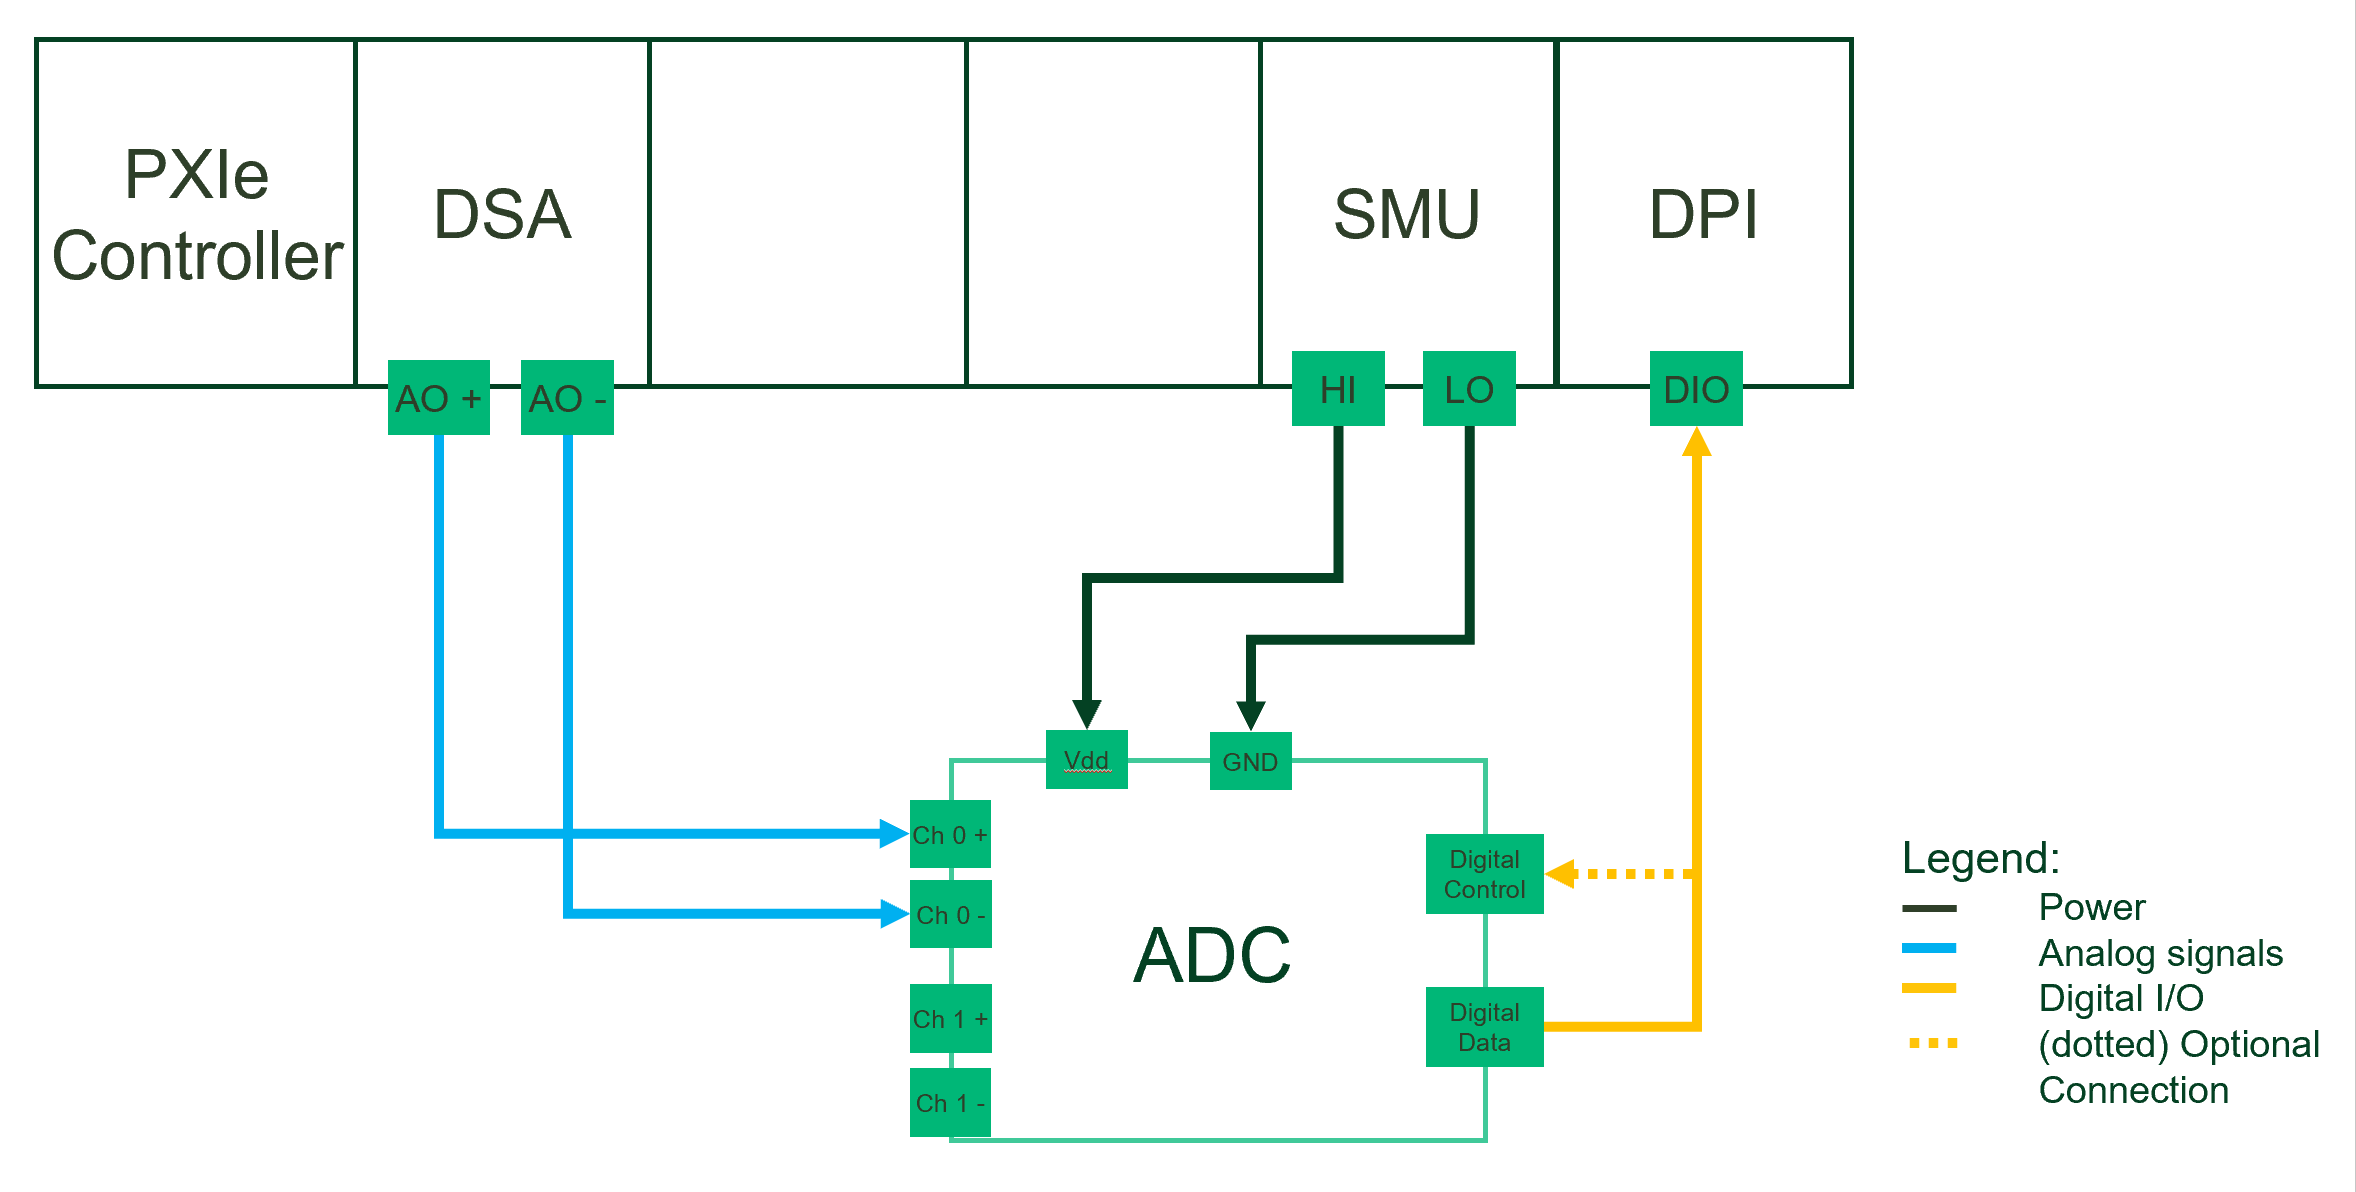 PXIe
Controller
DSA
SMU
DPI
AO +
AO -
HI
LO
DIO
Vdd
GND
Ch 0 +
Ch 0 -
Ch 1 +
Ch 1 -
ADC
Digital
Control
Digital
Data
Legend:
Power
Analog signals
Digital I/O
(dotted) Optional
Connection